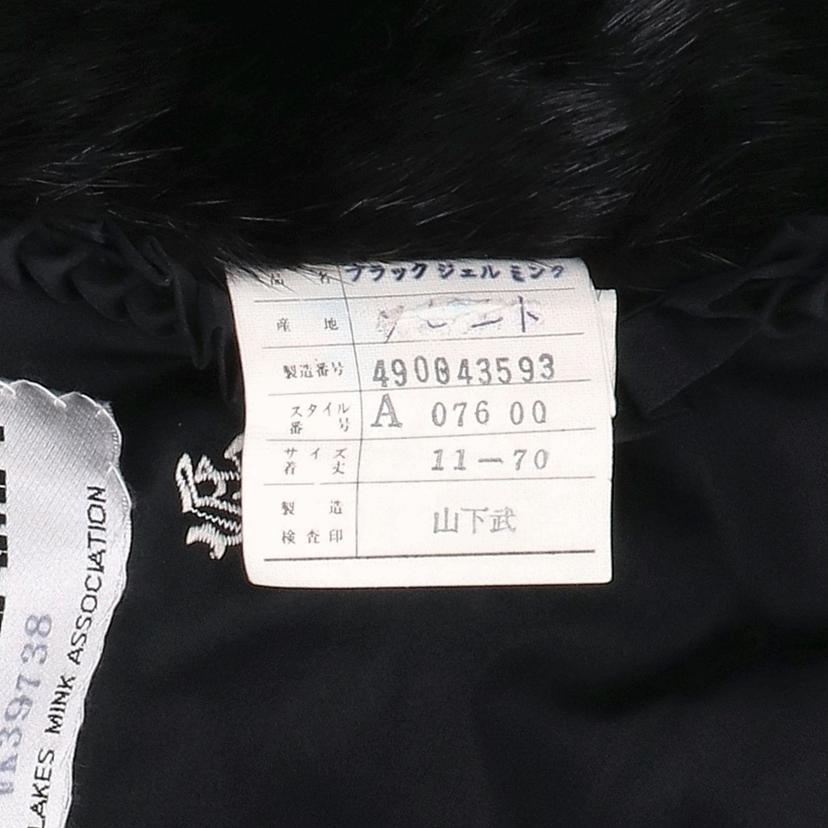 品名 ブラックジェルミンク
産地
製造番号 490043593
スタイル番号 A 076 00
サイズ着丈 11-70
製造検査印 山下武
39738
LAKES MINK ASSOCIATION